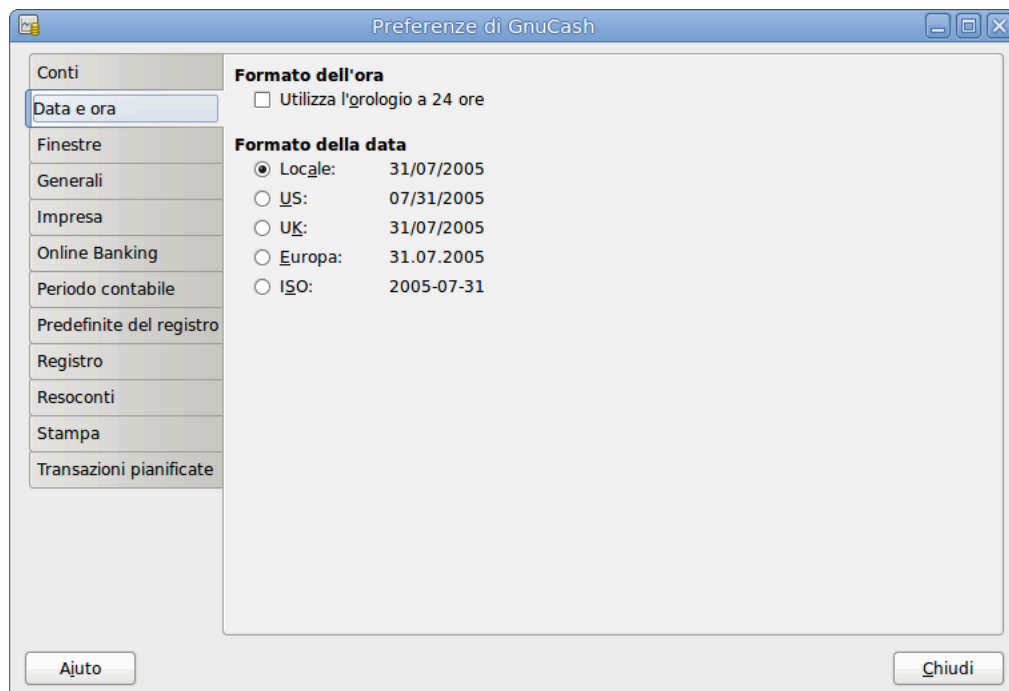 Preferenze di GnuCash
Conti
Data e ora
Finestre
Generali
Impresa
Online Banking
Periodo contabile
Predefinite del registro
Registro
Resoconti
Stampa
Transazioni pianificate
Formato dell'ora
Utilizza l'orologio a 24 ore
Formato della data
Locale: 31/07/2005
US: 07/31/2005
UK: 31/07/2005
Europa: 31.07.2005
ISO: 2005-07-31
Aiuto
Chiudi